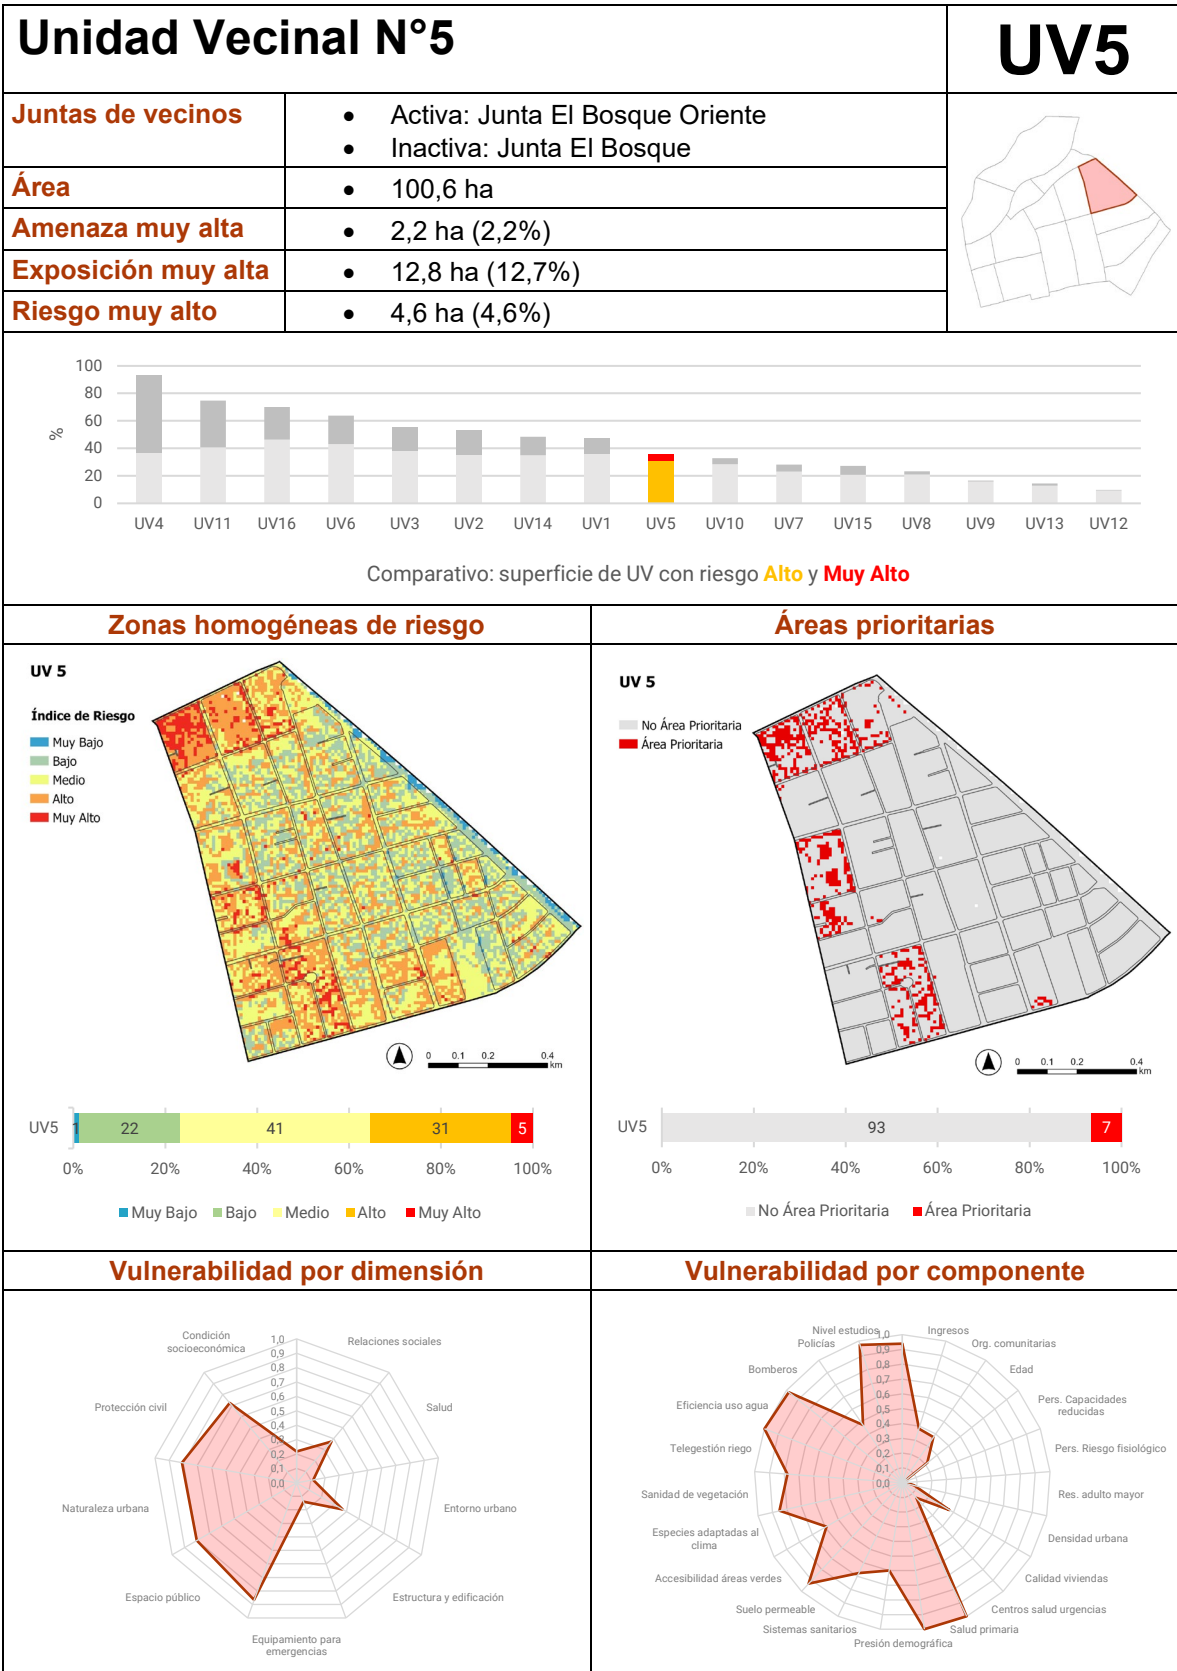 Unidad Vecinal N°5
UV5
Juntas de vecinos
• Activa: Junta El Bosque Oriente
• Inactiva: Junta El Bosque
Área
• 100,6 ha
Amenaza muy alta
• 2,2 ha (2,2%)
Exposición muy alta
• 12,8 ha (12,7%)
Riesgo muy alto
• 4,6 ha (4,6%)
100
80
60
40
20
0
%
UV4 UV11 UV16 UV6 UV3 UV2 UV14 UV1 UV5 UV10 UV7 UV15 UV8 UV9 UV13 UV12
Comparativo: superficie de UV con riesgo Alto y Muy Alto
Zonas homogéneas de riesgo
UV 5
Índice de Riesgo
Muy Bajo
Bajo
Medio
Alto
Muy Alto
0 0.1 0.2 0.4
km
UV5 1 22 41 31 5
0% 20% 40% 60% 80% 100%
Muy Bajo Bajo Medio Alto Muy Alto
Áreas prioritarias
UV 5
No Área Prioritaria
Área Prioritaria
0 0.1 0.2 0.4
km
UV5 93 7
0% 20% 40% 60% 80% 100%
No Área Prioritaria Área Prioritaria
Vulnerabilidad por dimensión
Relaciones sociales
Salud
Entorno urbano
Estructura y edificación
Equipamiento para
emergencias
Espacio público
Naturaleza urbana
Protección civil
Condición
socioeconómica
1,0
0,9
0,8
0,7
0,6
0,5
0,4
0,3
0,2
0,1
0,0
Vulnerabilidad por componente
Nivel estudios
Ingresos
Org. comunitarias
Edad
Pers. Capacidades
reducidas
Pers. Riesgo fisiológico
Res. adulto mayor
Densidad urbana
Calidad viviendas
Centros salud urgencias
Salud primaria
Presión demográfica
Sistemas sanitarios
Suelo permeable
Accesibilidad áreas verdes
Especies adaptadas al
clima
Sanidad de vegetación
Telegestión riego
Eficiencia uso agua
Bomberos
Policías
1,0
0,9
0,8
0,7
0,6
0,5
0,4
0,3
0,2
0,1
0,0